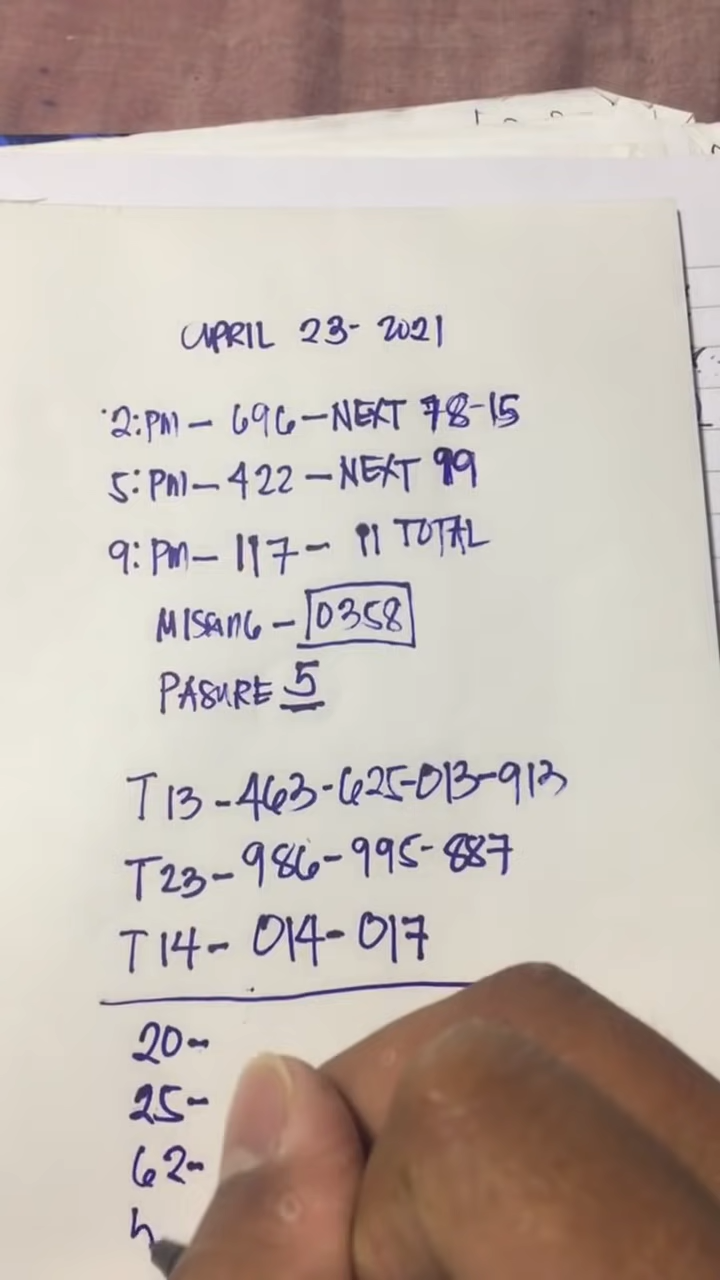 APRIL 23- 2021
2:PM- 696-NEXT 78-15
5:PM-422-NEXT 99
9:PM-117- 11 TOTAL
MISANG-0358
PASURE 5
T13-463-625-013-913
T23-986-995-887
T14- 014-017
20-
25-
62-